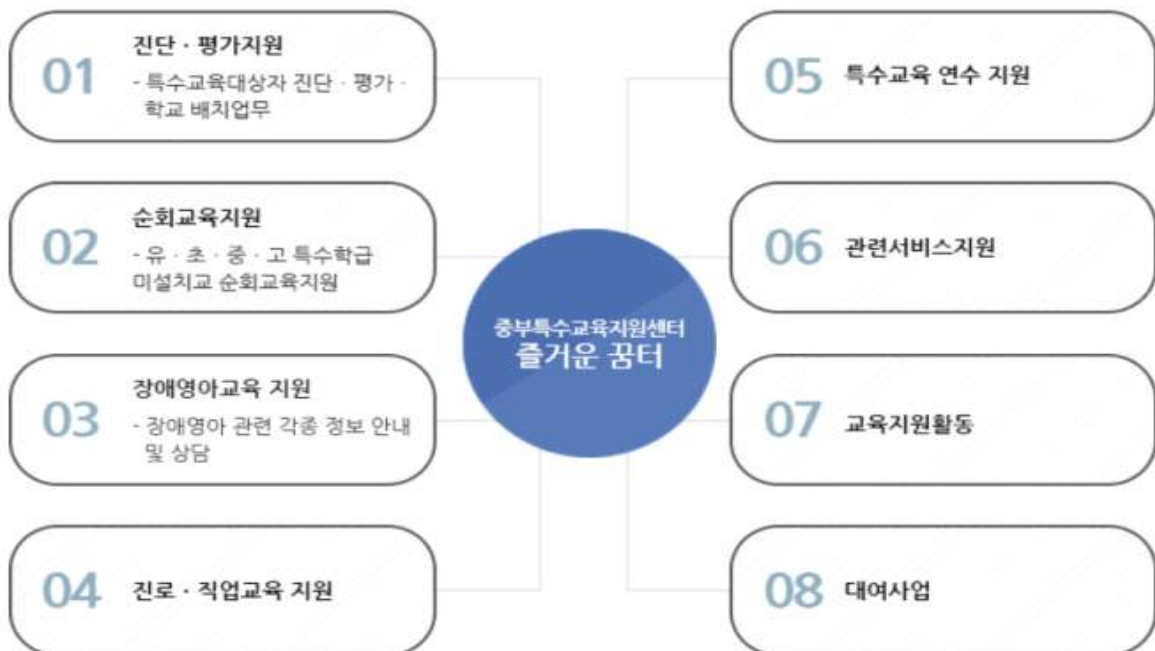 01
진단 · 평가지원
- 특수교육대상자 진단 · 평가 ·
학교 배치업무
02
순회교육지원
- 유 · 초 · 중 · 고 특수학급
미설치교 순회교육지원
03
장애영아교육 지원
- 장애영아 관련 각종 정보 안내
및 상담
04
진로 · 직업교육 지원
중부특수교육지원센터
즐거운 꿈터
05
특수교육 연수 지원
06
관련서비스지원
07
교육지원활동
08
대여사업